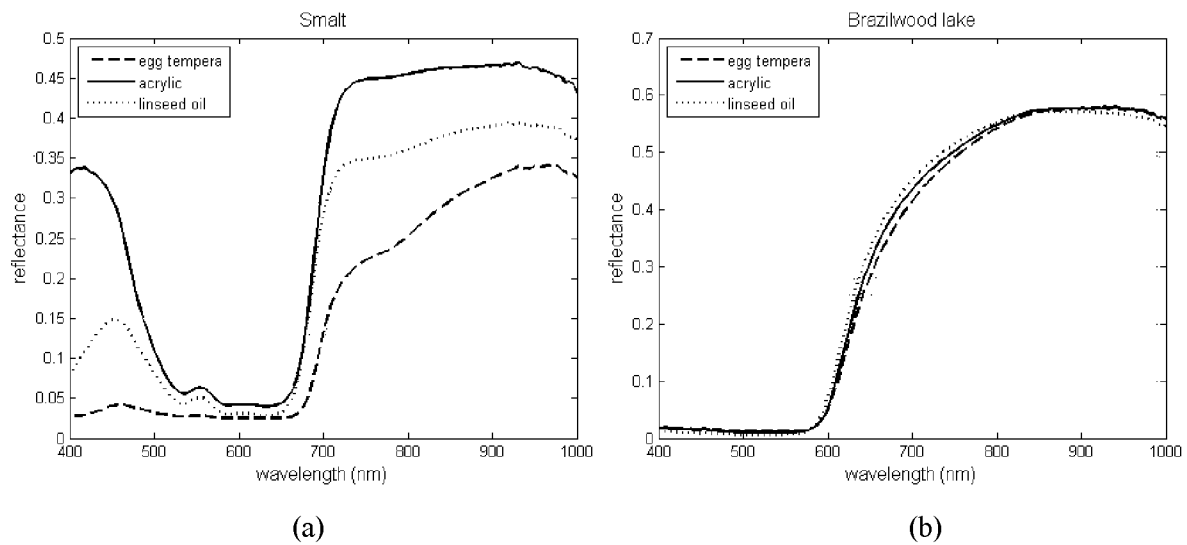 Smalt
0.5
0.45
0.4
0.35
0.3
0.25
0.2
0.15
0.1
0.05
0
reflectance
egg tempera
acrylic
linseed oil
400 500 600 700 800 900 1000
wavelength (nm)
(a)
Brazilwood lake
0.7
0.6
0.5
0.4
0.3
0.2
0.1
0
reflectance
egg tempera
acrylic
linseed oil
400 500 600 700 800 900 1000
wavelength (nm)
(b)